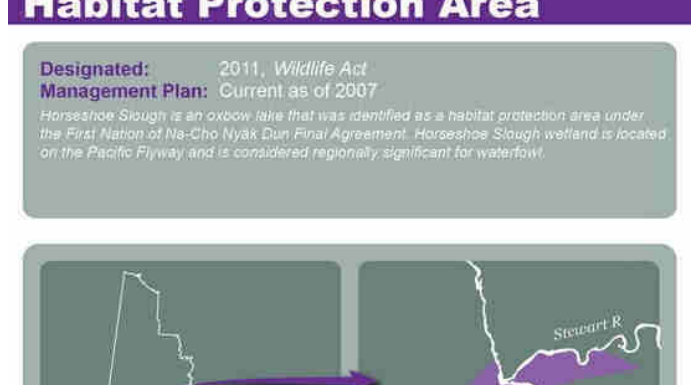 Habitat Protection Area
Designated: 2011, Wildlife Act
Management Plan: Current as of 2007
Horseshoe Slough is an oxbow lake that was identified as a habitat protection area under
the First Nation of Na-Cho Nyäk Dun Final Agreement. Horseshoe Slough wetland is located
on the Pacific Flyway and is considered regionally significant for waterfowl.
Stewart R